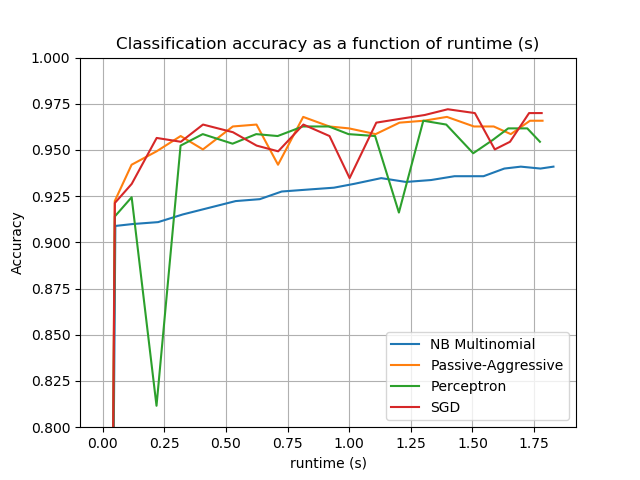 Classification accuracy as a function of runtime (s)
1.000
0.975
0.950
0.925
0.900
0.875
0.850
0.825
0.800
Accuracy
NB Multinomial
Passive-Aggressive
Perceptron
SGD
0.00 0.25 0.50 0.75 1.00 1.25 1.50 1.75
runtime (s)